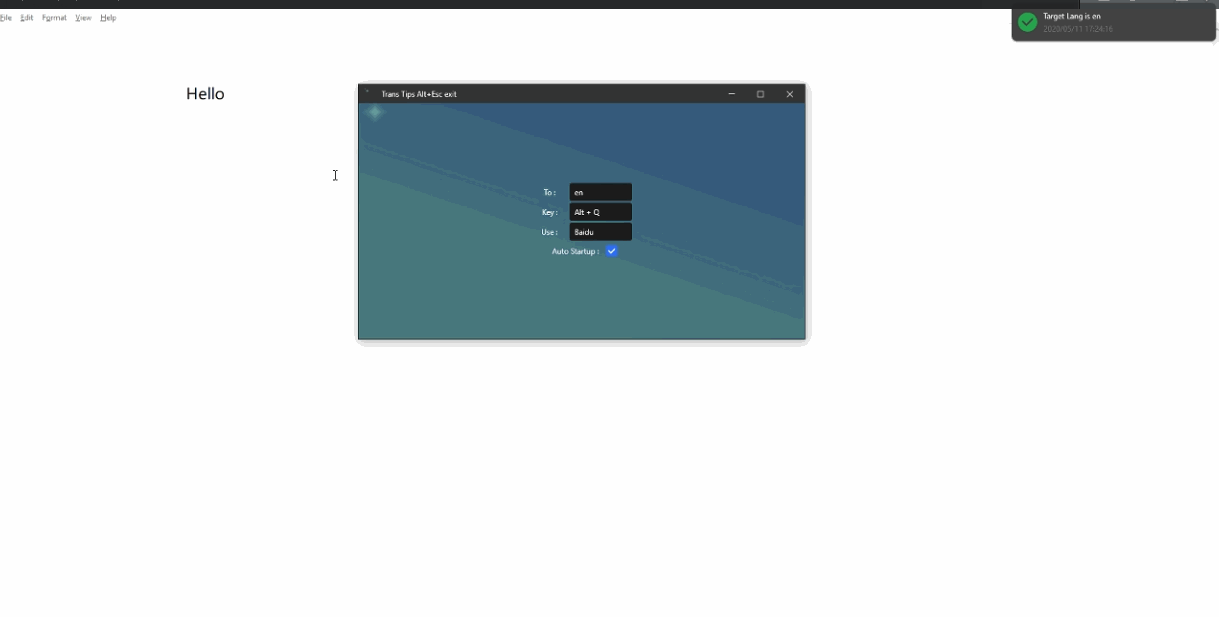 File Edit Format View Help
Target Lang is en
2020/05/11 17:24:16
Hello
Trans Tips Alt+Esc exit
To : en
Key : Alt + Q
Use : Baidu
Auto Startup :